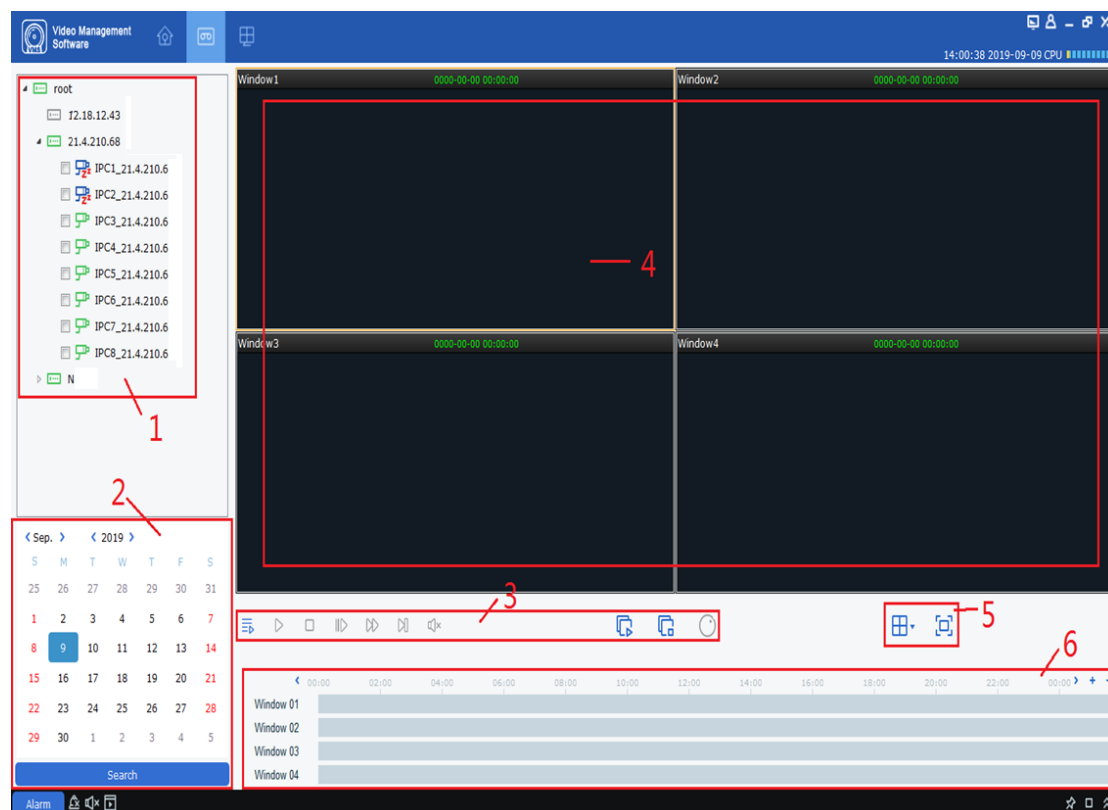 Video Management
Software
14:00:38 2019-09-09 CPU
root
12.18.12.43
21.4.210.68
IPC1_21.4.210.6
IPC2_21.4.210.6
IPC3_21.4.210.6
IPC4_21.4.210.6
IPC5_21.4.210.6
IPC6_21.4.210.6
IPC7_21.4.210.6
IPC8_21.4.210.6
N
1
Window1 0000-00-00 00:00:00
Window2 0000-00-00 00:00:00
4
Window3 0000-00-00 00:00:00
Window4 0000-00-00 00:00:00
2
Sep. 2019
S M T W T F S
25 26 27 28 29 30 31
1 2 3 4 5 6 7
8 9 10 11 12 13 14
15 16 17 18 19 20 21
22 23 24 25 26 27 28
29 30 1 2 3 4 5
Search
3
5
6
00:00 02:00 04:00 06:00 08:00 10:00 12:00 14:00 16:00 18:00 20:00 22:00 00:00 + -
Window 01
Window 02
Window 03
Window 04
Alarm